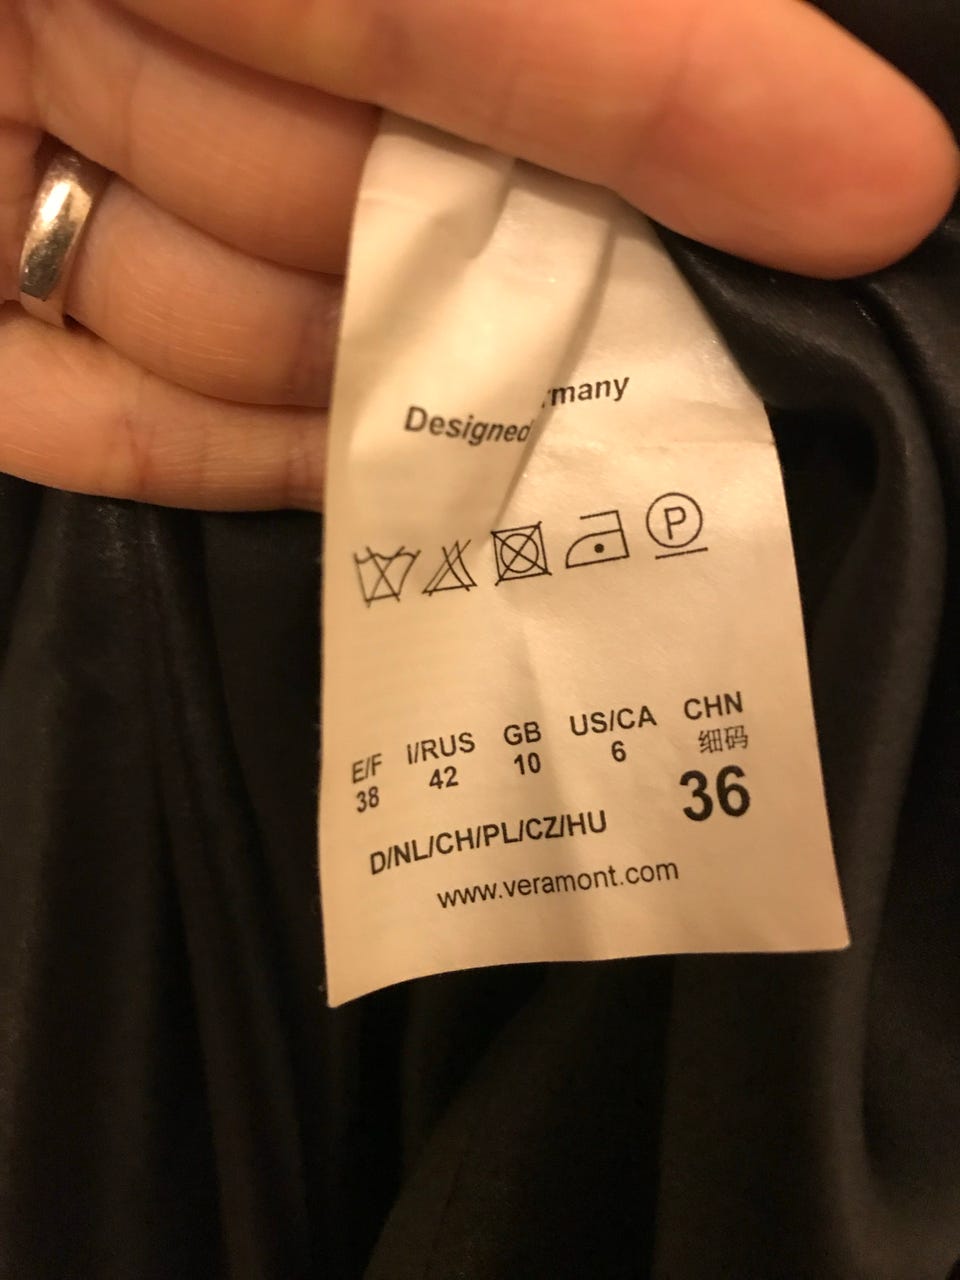 Designed rmany
P
E/F I/RUS GB US/CA CHN
38 42 10 6 细码
D/NL/CH/PL/CZ/HU 36
www.veramont.com